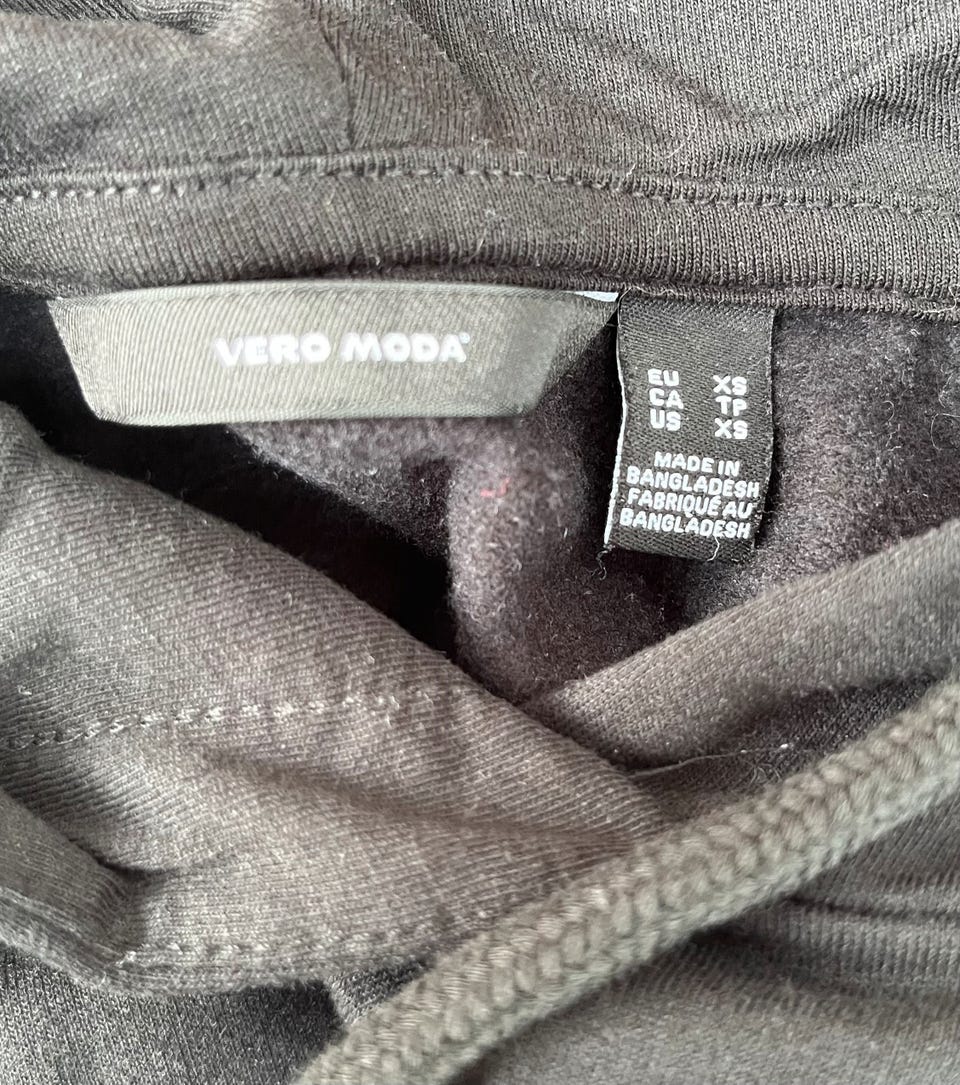 VERO MODA®
EU XS
CA TP
US XS
MADE IN
BANGLADESH
FABRIQUÉ AU
BANGLADESH